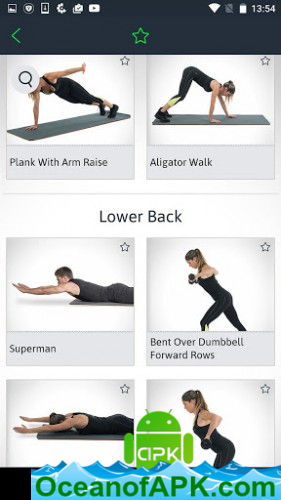 13:54
Plank With Arm Raise
Aligator Walk
Lower Back
Superman
Bent Over Dumbbell
Forward Rows
APK
OceanofAPK.com